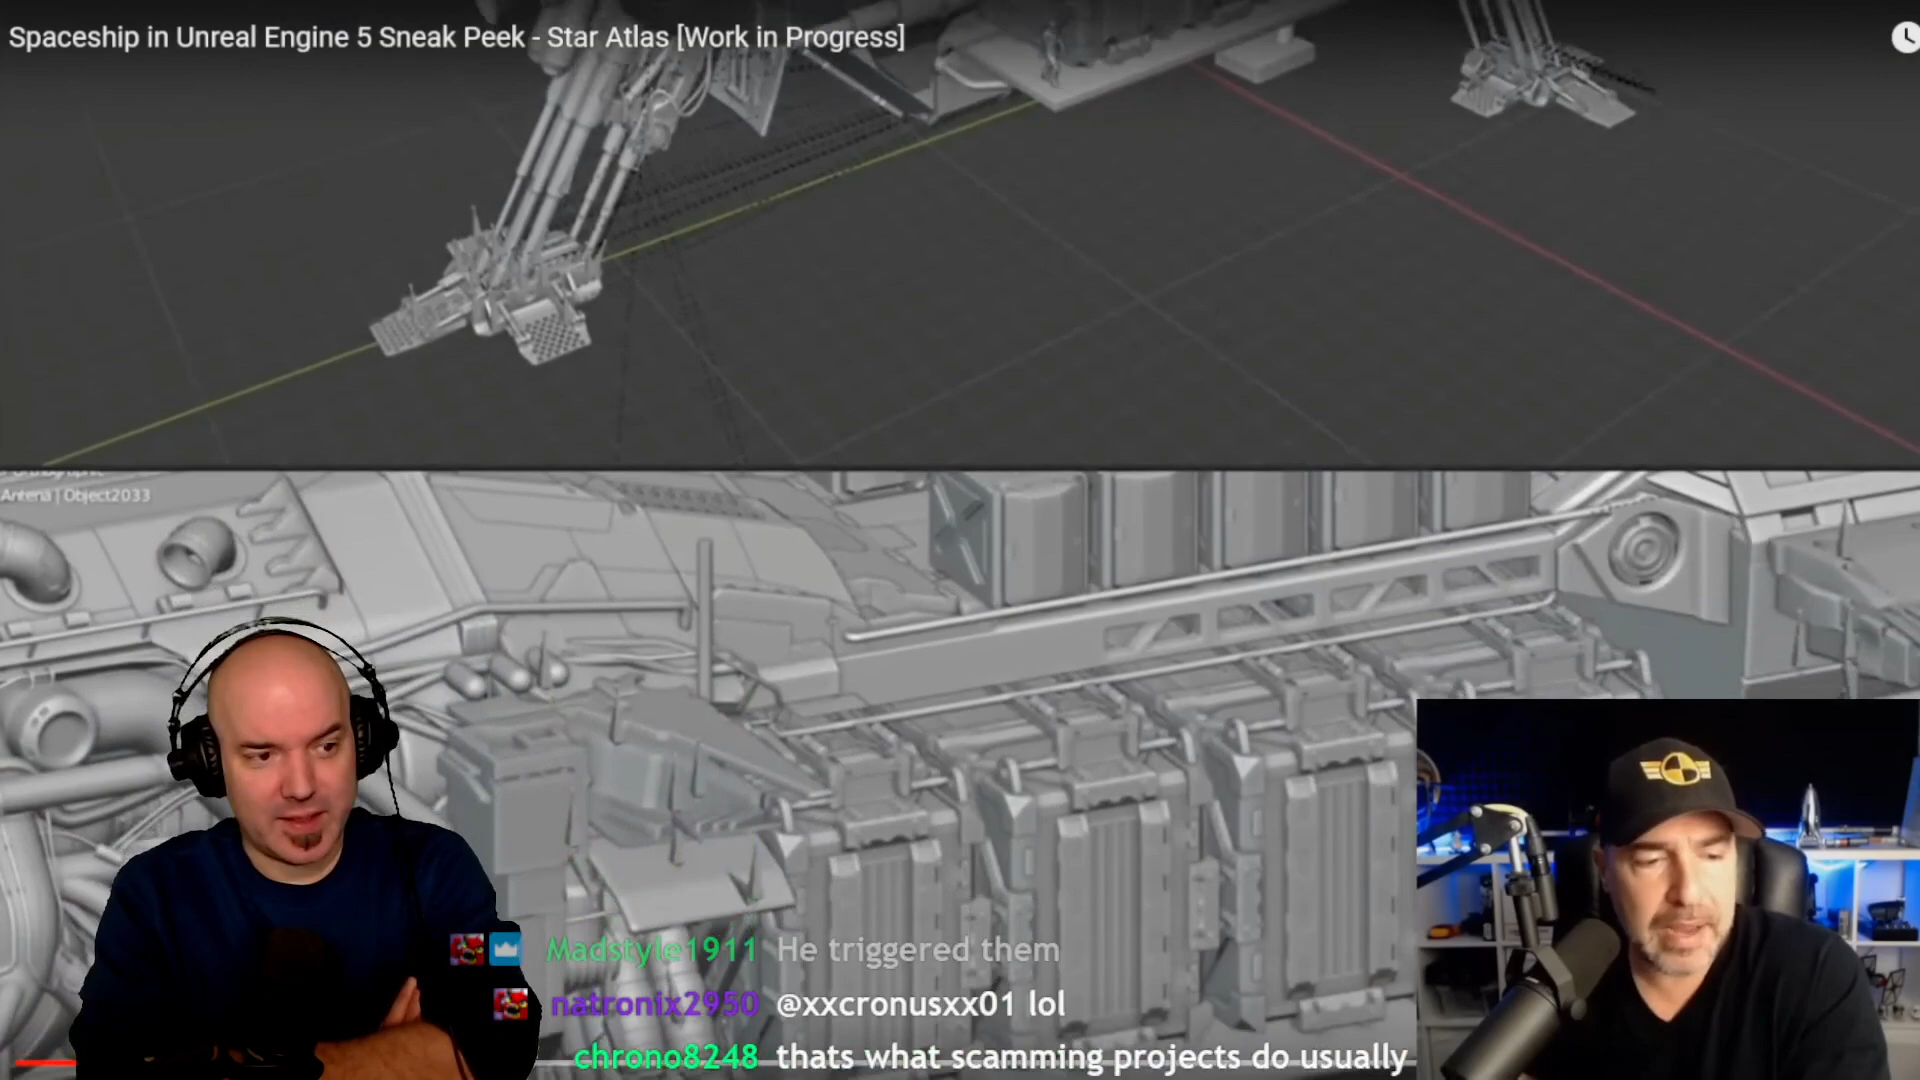 Spaceship in Unreal Engine 5 Sneak Peek - Star Atlas [Work in Progress]
Antena | Object2033
Madstyle1911 He triggered them
natronix2950 @xxcronusxx01 lol
chrono8248 thats what scamming projects do usually